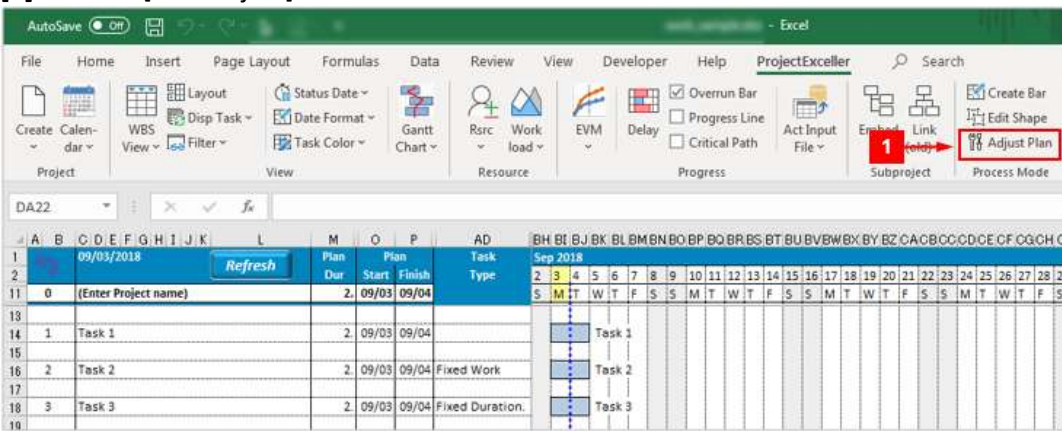 AutoSave Off - Excel
File Home Insert Page Layout Formulas Data Review View Developer Help ProjectExceller Search
Layout Status Date Overrun Bar Create Bar
Disp Task Date Format Progress Line Edit Shape
Filter Task Color Critical Path Adjust Plan
Create Calen- WBS Gantt Rsrc Work EVM Delay Act Input Link
dar View Chart load File (old)
1
Project View Resource Progress Subproject Process Mode
DA22 fx
A B C D E F G H I J K L M O P AD BH BI BJ BK BL BM BN BO BP BQ BR BS BT BU BV BW BX BY BZ CA CB CC CD CE CF CG CH
1 09/03/2018 Refresh Plan Plan Task Sep 2018
2 Dur Start Finish Type 2 3 4 5 6 7 8 9 10 11 12 13 14 15 16 17 18 19 20 21 22 23 24 25 26 27 28
11 0 (Enter Project name) 2. 09/03 09/04 S M T W T F S S M T W T F S S M T W T F S S M T W T F
13
14 1 Task 1 2. 09/03 09/04 Task 1
15
16 2 Task 2 2. 09/03 09/04 Fixed Work Task 2
17
18 3 Task 3 2. 09/03 09/04 Fixed Duration. Task 3
19